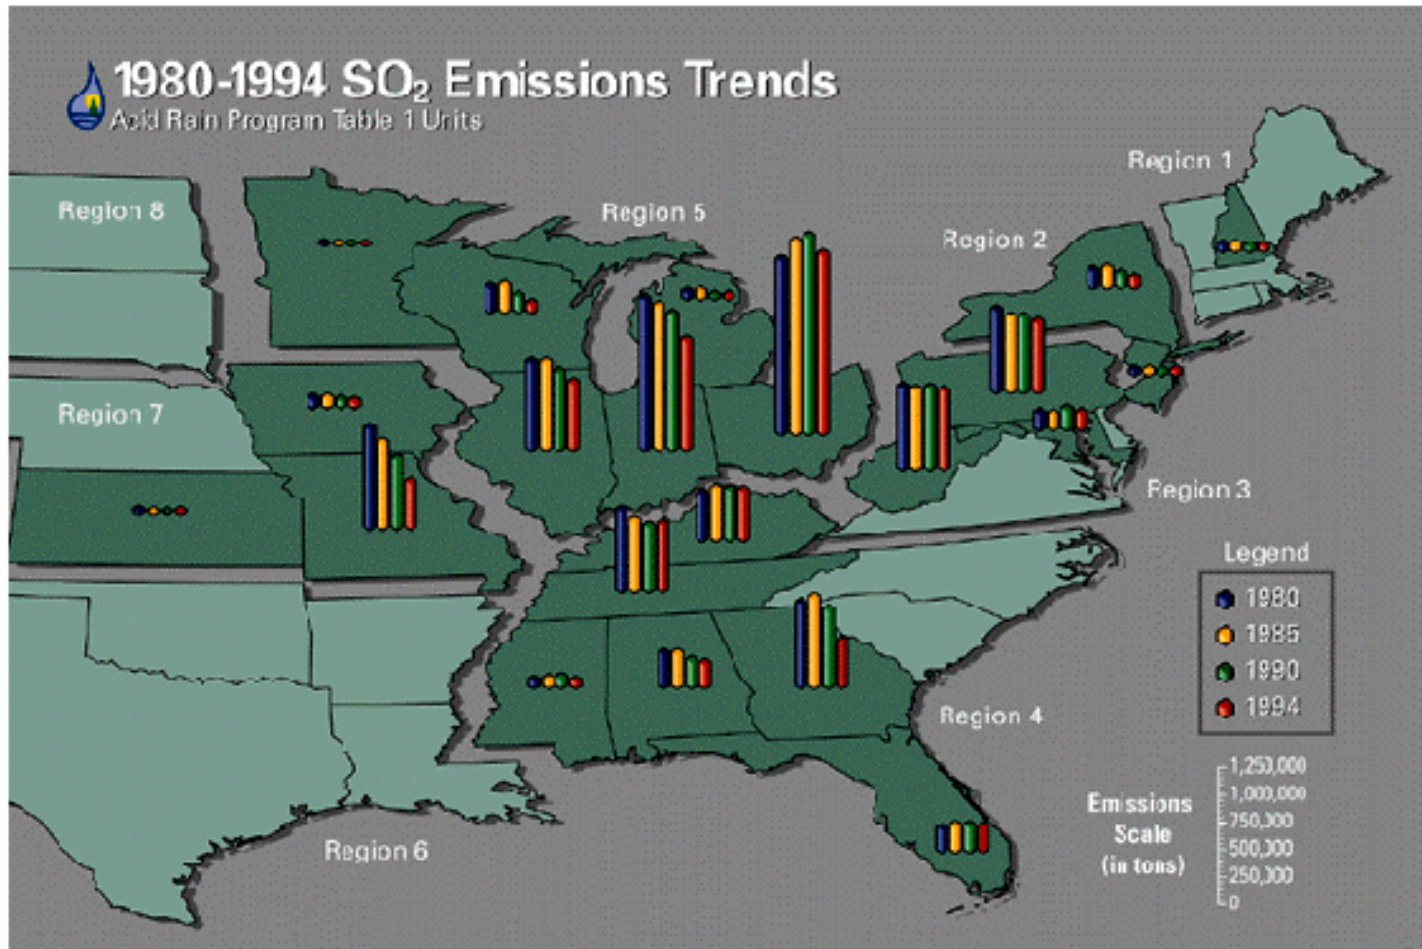 1980-1994 SO₂ Emissions Trends
Acid Rain Program Table 1 Units
Region 1
Region 8
Region 5
Region 2
Region 7
Region 3
Legend
1980
1985
1990
1994
Region 4
Region 6
Emissions
Scale
(in tons)
1,250,000
1,000,000
750,000
500,000
250,000
0